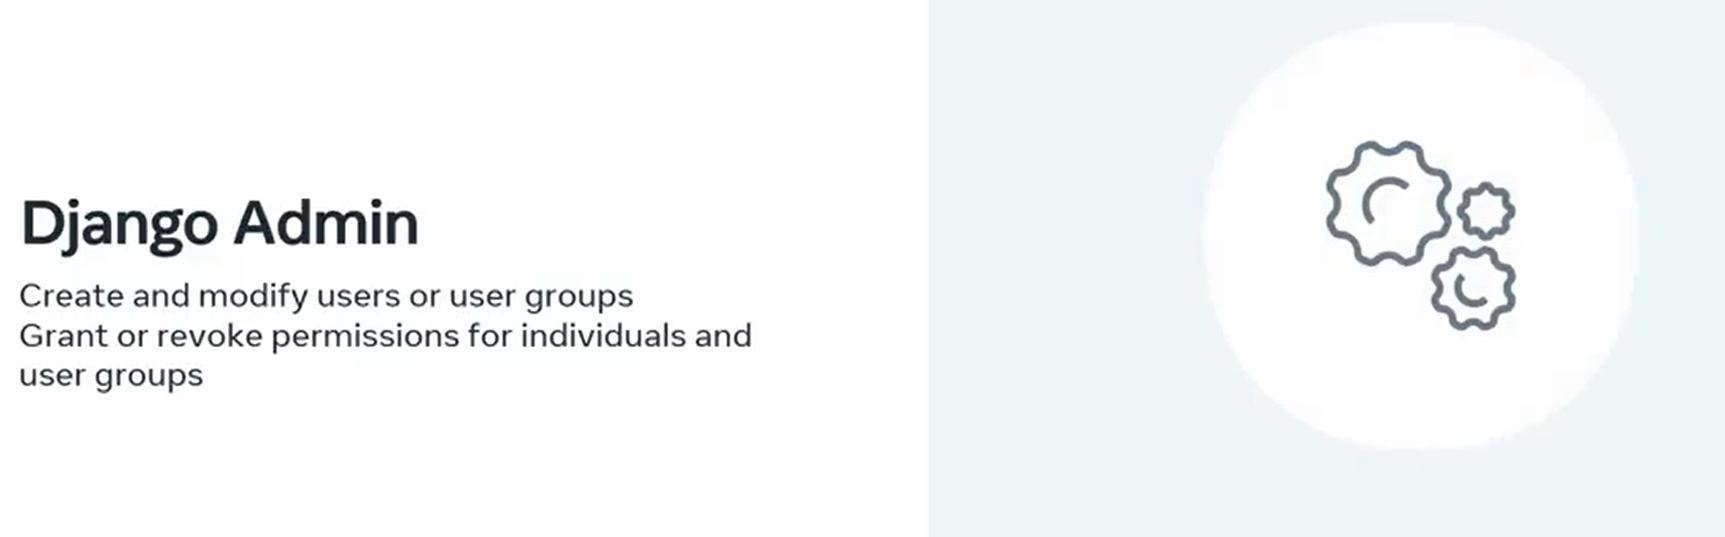 Django Admin
Create and modify users or user groups
Grant or revoke permissions for individuals and
user groups